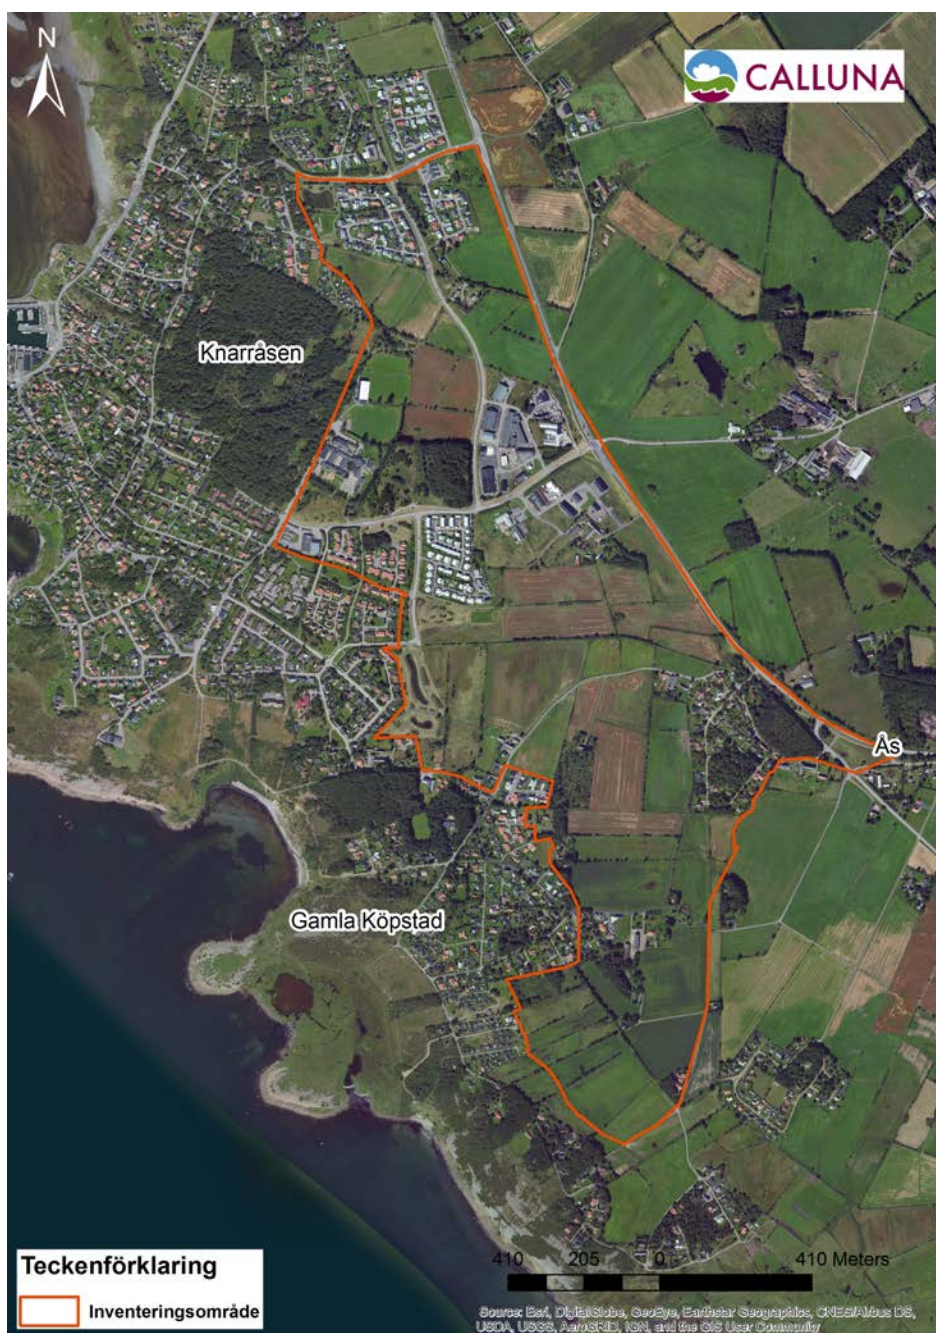 N
CALLUNA
Knarråsen
Ås
Gamla Köpstad
Teckenförklaring
Inventeringsområde
410 205 0 410 Meters
Source: Esri, DigitalGlobe, GeoEye, Earthstar Geographics, CNES/Airbus DS,
USDA, USGS, AeroGRID, IGN, and the GIS User Community